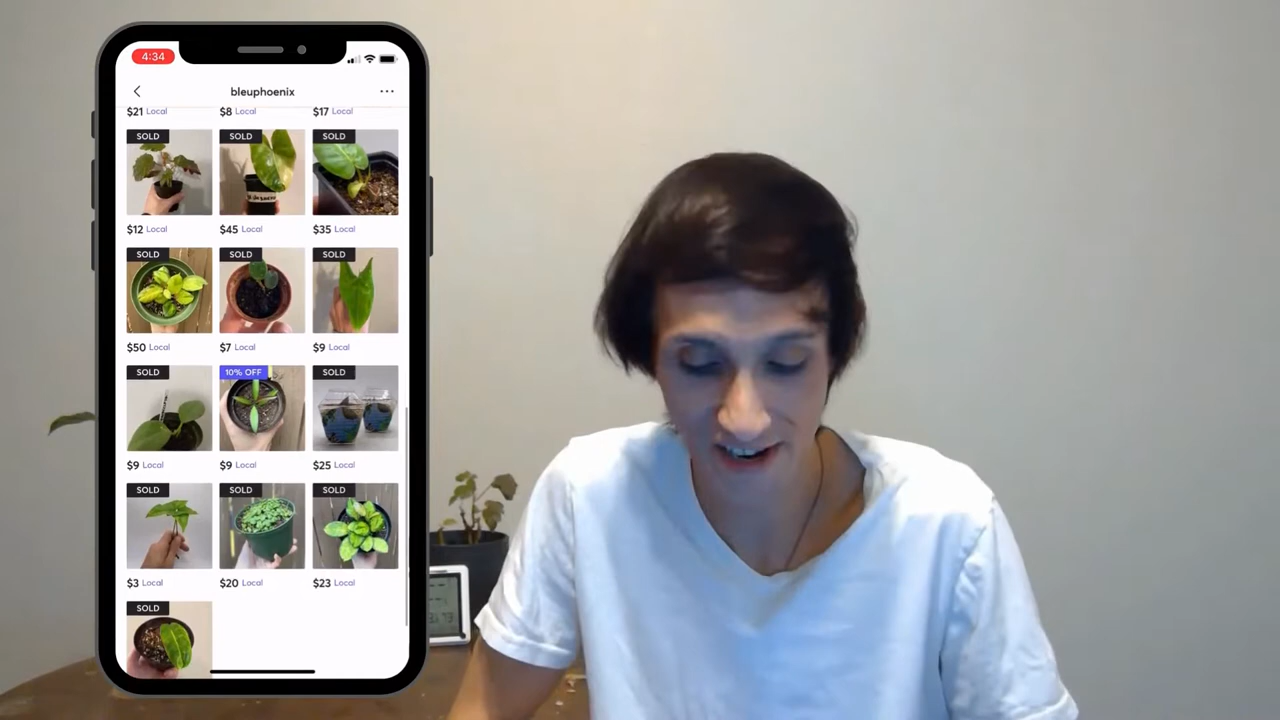 4:34
bleuphoenix
$21 Local $8 Local $17 Local
SOLD SOLD SOLD
$12 Local $45 Local $35 Local
SOLD SOLD SOLD
$50 Local $7 Local $9 Local
SOLD 10% OFF SOLD
$9 Local $9 Local $25 Local
SOLD SOLD SOLD
$3 Local $20 Local $23 Local
SOLD